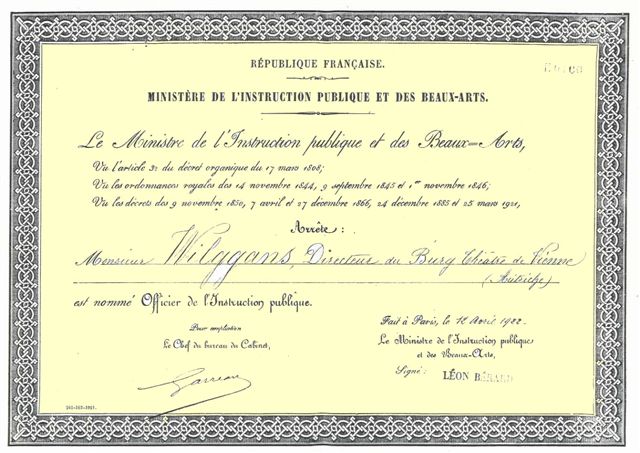 RÉPUBLIQUE FRANÇAISE.
MINISTÈRE DE L'INSTRUCTION PUBLIQUE ET DES BEAUX-ARTS.
Le Ministre de l'Instruction publique et des Beaux-Arts,
Vu l'article 32 du décret organique du 17 mars 1808;
Vu les ordonnances royales des 14 novembre 1844, 9 septembre 1845 et 1er novembre 1846;
Vu les décrets des 9 novembre 1850, 7 avril et 27 décembre 1866, 24 décembre 1885 et 25 mars 1921,
Arrête:
Monsieur Wilggans, Directeur du Burg Théâtre de Vienne
(Autriche)
est nommé Officier de l'Instruction publique.
Pour ampliation
Le Chef du bureau du Cabinet,
Fait à Paris, le 12 Avril 1922.
Le Ministre de l'Instruction publique
et des Beaux-Arts,
Signé: LÉON BÉRARD